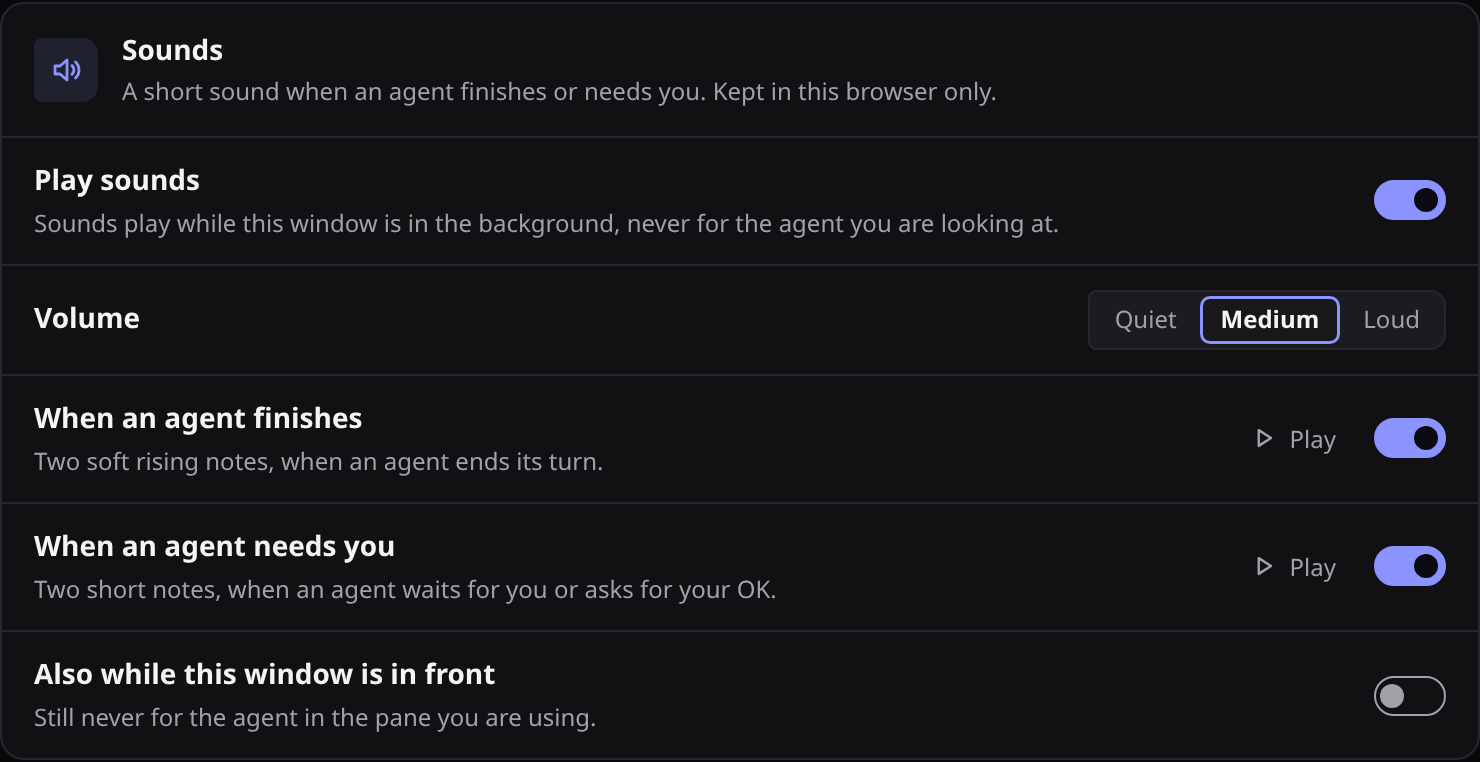 Sounds
A short sound when an agent finishes or needs you. Kept in this browser only.
Play sounds
Sounds play while this window is in the background, never for the agent you are looking at.
Volume
Quiet
Medium
Loud
When an agent finishes
Two soft rising notes, when an agent ends its turn.
Play
When an agent needs you
Two short notes, when an agent waits for you or asks for your OK.
Play
Also while this window is in front
Still never for the agent in the pane you are using.